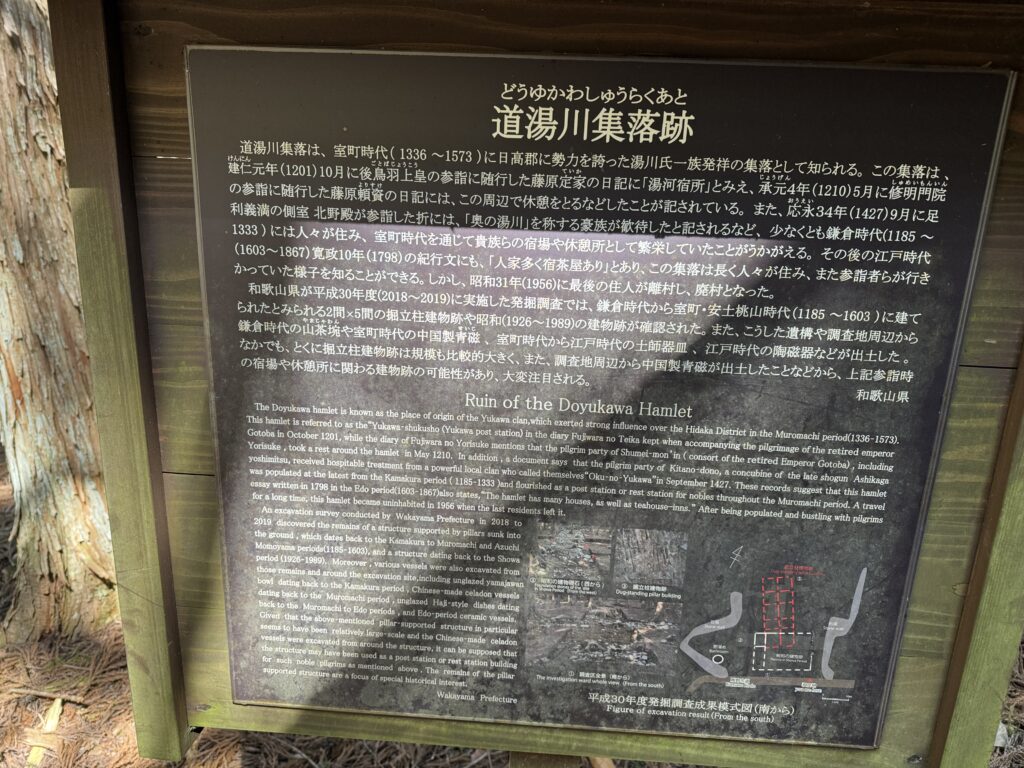 どうゆかわしゅうらくあと
道湯川集落跡
道湯川集落は、室町時代(1336～1573)に日高郡に勢力を誇った湯川氏一族発祥の集落として知られる。この集落は、
建仁元年(1201)10月に後鳥羽上皇の参詣に随行した藤原定家の日記に「湯河宿所」とみえ、承元4年(1210)5月に修明門院
の参詣に随行した藤原頼資の日記には、この周辺で休憩をとるなどしたことが記されている。また、応永34年(1427)9月に足
利義満の側室 北野殿が参詣した折には、「奥の湯川」を称する豪族が歓待したと記されるなど、少なくとも鎌倉時代(1185～
1333)には人々が住み、室町時代を通じて貴族らの宿場や休憩所として繁栄していたことがうかがえる。その後の江戸時代
(1603～1867)寛政10年(1798)の紀行文にも、「人家多く宿茶屋あり」とあり、この集落は長く人々が住み、また参詣者らが行き
かっていた様子を知ることができる。しかし、昭和31年(1956)に最後の住人が離村し、廃村となった。
和歌山県が平成30年度(2018～2019)に実施した発掘調査では、鎌倉時代から室町・安土桃山時代(1185～1603)に建て
られたとみられる2間×5間の掘立柱建物跡や昭和(1926～1989)の建物跡が確認された。また、こうした遺構や調査地周辺から
鎌倉時代の山茶埦や室町時代の中国製青磁、室町時代から江戸時代の土師器皿、江戸時代の陶磁器などが出土した。
なかでも、とくに掘立柱建物跡は規模も比較的大きく、また、調査地周辺から中国製青磁が出土したことなどから、上記参詣時
の宿場や休憩所に関わる建物跡の可能性があり、大変注目される。
和歌山県
Ruin of the Doyukawa Hamlet
The Doyukawa hamlet is known as the place of origin of the Yukawa clan,which exerted strong influence over the Hidaka District in the Muromachi period(1336-1573).
This hamlet is referred to as the"Yukawa-shukusho (Yukawa post station) in the diary Fujiwara no Teika kept when accompanying the pilgrimage of the retired emperor
Gotoba in October 1201, while the diary of Fujiwara no Yorisuke mentions that the pilgrim party of Shumei-mon'in ( consort of the retired Emperor Gotoba) , including
Yorisuke , took a rest around the hamlet in May 1210. In addition , a document says that the pilgrim party of Kitano-dono, a concubine of the late shogun Ashikaga
yoshimitsu, received hospitable treatment from a powerful local clan who called themselves "Oku-no-Yukawa"in September 1427. These records suggest that this hamlet
was populated at the latest from the Kamakura period ( 1185-1333 )and flourished as a post station or rest station for nobles throughout the Muromachi period. A travel
essay written in 1798 in the Edo period(1603-1867)also states,"The hamlet has many houses, as well as teahouse-inns." After being populated and bustling with pilgrims
for a long time, this hamlet became uninhabited in 1956 when the last residents left it.
An excavation survey conducted by Wakayama Prefecture in 2018 to
2019 discovered the remains of a structure supported by pillars sunk into
the ground , which dates back to the Kamakura to Muromachi and Azuchi
Momoyama periods(1185-1603), and a structure dating back to the Showa
period (1926-1989). Moreover , various vessels were also excavated from
those remains and around the excavation site,including unglazed yamajawan
bowl dating back to the Kamakura period , Chinese-made celadon vessels
dating back to the Muromachi period , unglazed Haji-style dishes dating
back to the Muromachi to Edo periods , and Edo-period ceramic vessels.
Given that the above-mentioned pillar-supported structure in particular
seems to have been relatively large-scale and the Chinese-made celadon
vessels were excavated from around the structure, it can be supposed that
the structure may have been used as a post station or rest station building
for such noble pilgrims as mentioned above . The remains of the pillar
supported structure are a focus of special historical interest.
Wakayama Prefecture
② 昭和の建物礎石(西から)
③ 掘立柱建物跡
Dug-standing pillar building
① 調査区全景(南から)
The investigation ward whole view (From the south)
平成30年度発掘調査成果模式図(南から)
Figure of excavation result(From the south)